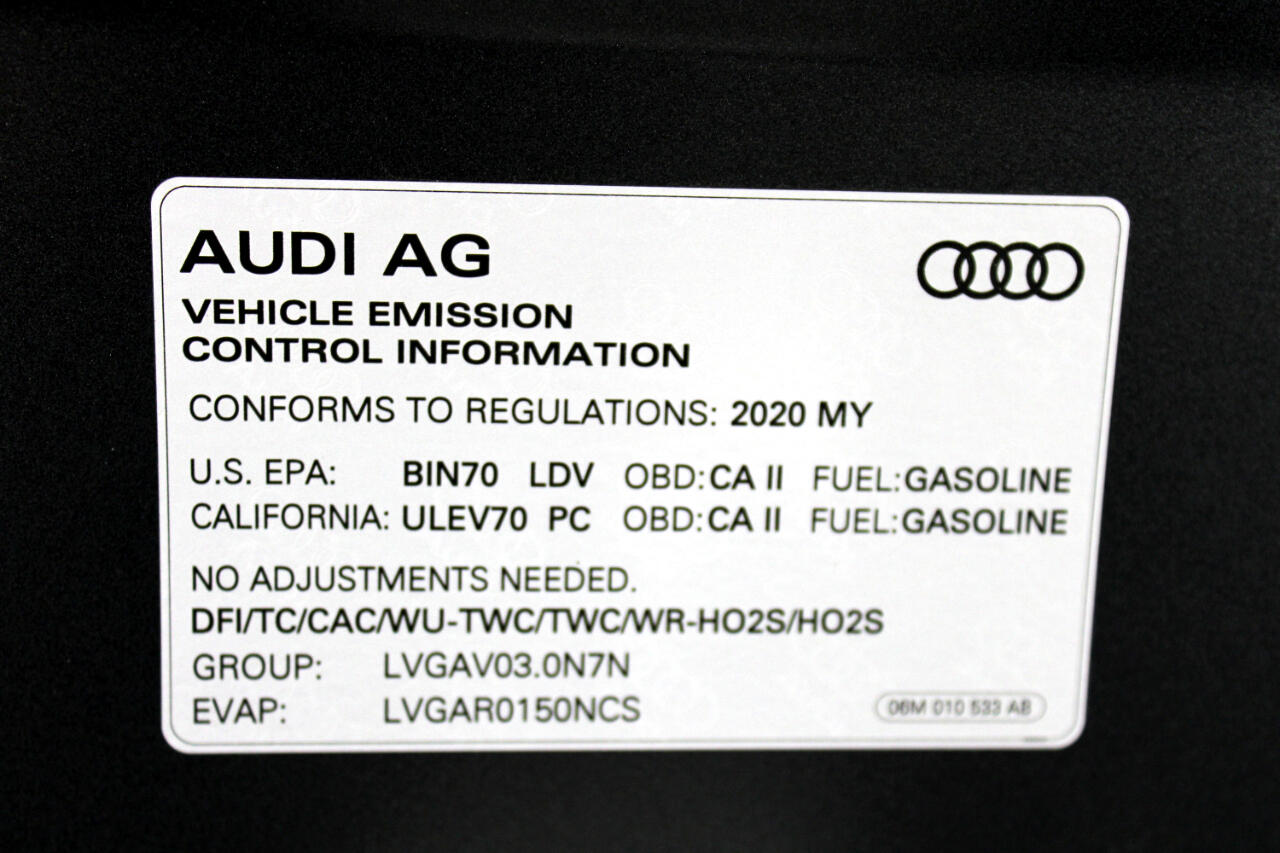 AUDI AG
VEHICLE EMISSION
CONTROL INFORMATION
CONFORMS TO REGULATIONS: 2020 MY
U.S. EPA: BIN70 LDV OBD:CA II FUEL:GASOLINE
CALIFORNIA: ULEV70 PC OBD:CA II FUEL:GASOLINE
NO ADJUSTMENTS NEEDED.
DFI/TC/CAC/WU-TWC/TWC/WR-HO2S/HO2S
GROUP: LVGAV03.0N7N
EVAP: LVGAR0150NCS
06M 010 533 AB